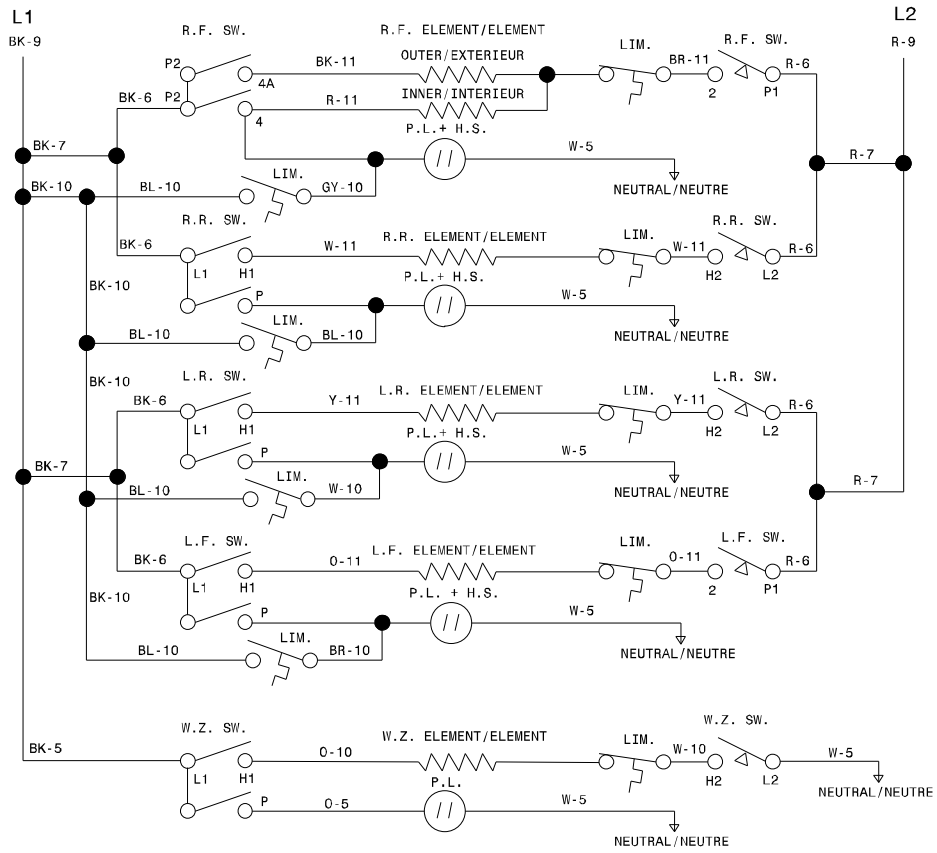 L1
L2
BK-9
R-9
R.F. SW.
R.F. ELEMENT/ELEMENT
LIM.
R.F. SW.
OUTER/EXTERIEUR
P2
4A
BK-11
BR-11
2
P1
R-6
BK-6
P2
4
R-11
INNER/INTERIEUR
P.L.+ H.S.
BK-7
W-5
R-7
NEUTRAL/NEUTRE
BK-10
BL-10
LIM.
GY-10
R.R. SW.
R.R. ELEMENT/ELEMENT
LIM.
R.R. SW.
BK-6
L1
H1
W-11
W-11
H2
L2
R-6
P.L.+ H.S.
BK-10
P
W-5
NEUTRAL/NEUTRE
BL-10
LIM.
BL-10
BK-10
L.R. SW.
L.R. ELEMENT/ELEMENT
LIM.
L.R. SW.
BK-6
L1
H1
Y-11
Y-11
H2
L2
R-6
P.L.+ H.S.
P
W-5
BK-7
R-7
NEUTRAL/NEUTRE
BL-10
LIM.
W-10
L.F. SW.
L.F. ELEMENT/ELEMENT
LIM.
L.F. SW.
BK-6
L1
H1
O-11
O-11
2
P1
R-6
P.L. + H.S.
BK-10
P
W-5
NEUTRAL/NEUTRE
BL-10
LIM.
BR-10
W.Z. SW.
W.Z. ELEMENT/ELEMENT
LIM.
W.Z. SW.
BK-5
L1
H1
O-10
W-10
H2
L2
W-5
NEUTRAL/NEUTRE
P.L.
P
O-5
W-5
NEUTRAL/NEUTRE